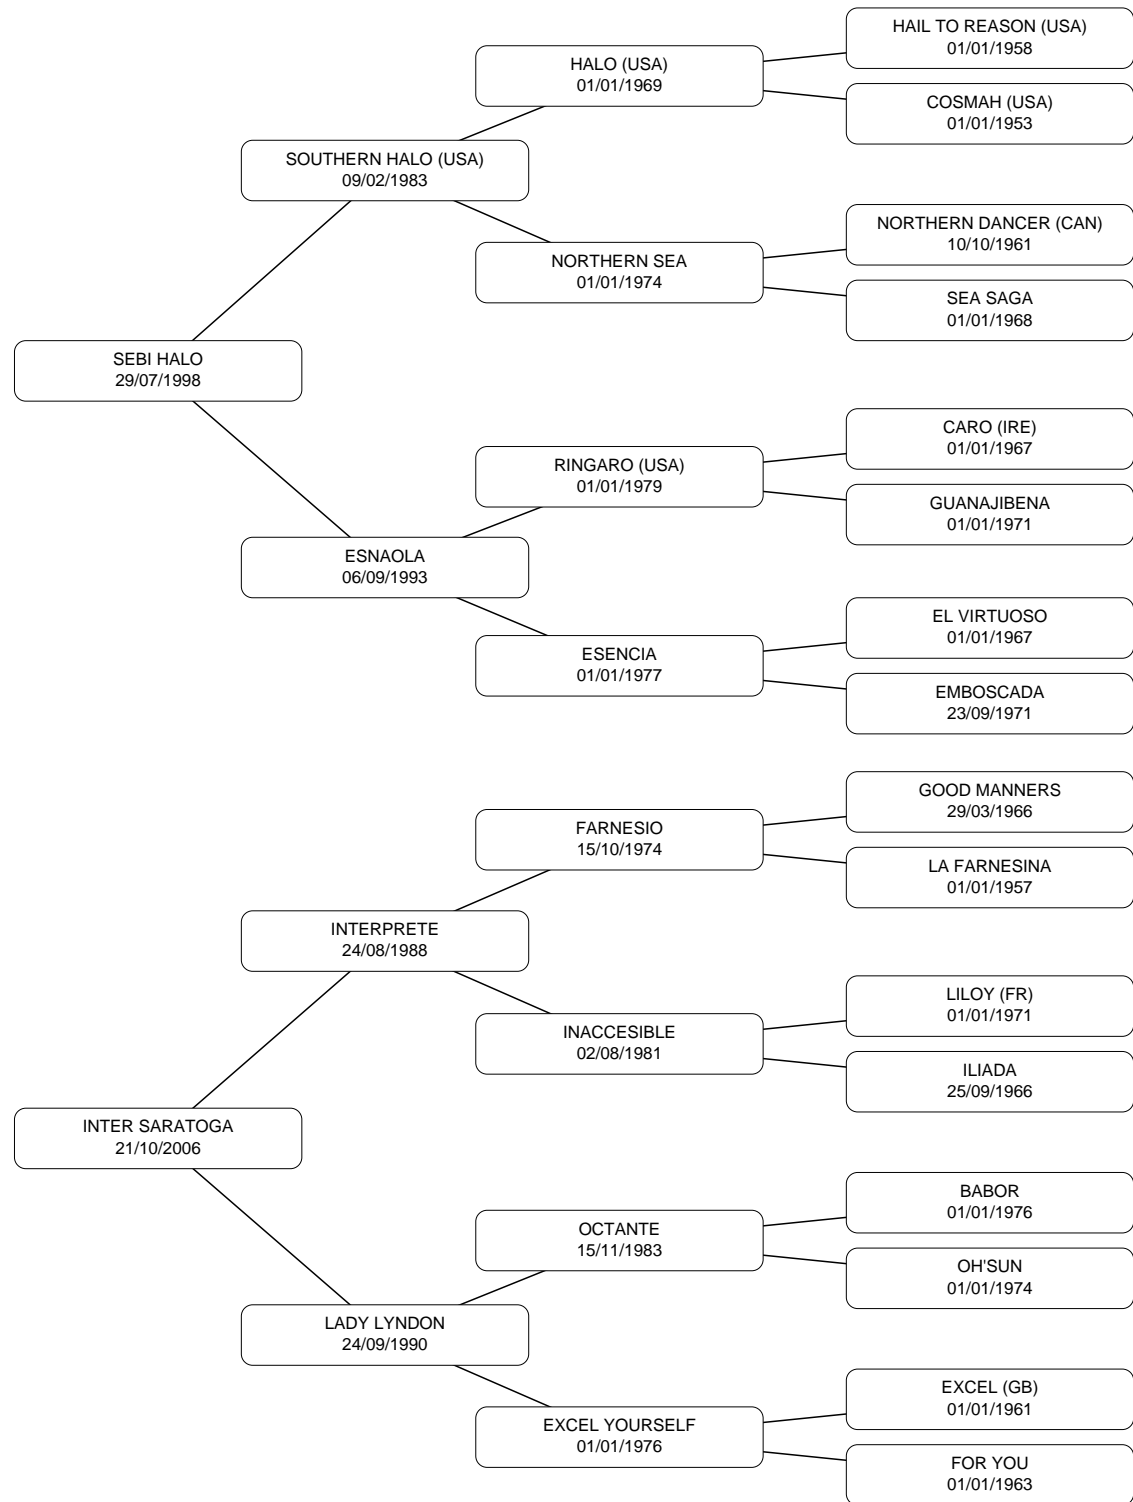 HAIL TO REASON (USA)
01/01/1958
HALO (USA)
01/01/1969
COSMAH (USA)
01/01/1953
SOUTHERN HALO (USA)
09/02/1983
NORTHERN DANCER (CAN)
10/10/1961
NORTHERN SEA
01/01/1974
SEA SAGA
01/01/1968
SEBI HALO
29/07/1998
CARO (IRE)
01/01/1967
RINGARO (USA)
01/01/1979
GUANAJIBENA
01/01/1971
ESNAOLA
06/09/1993
EL VIRTUOSO
01/01/1967
ESENCIA
01/01/1977
EMBOSCADA
23/09/1971
GOOD MANNERS
29/03/1966
FARNESIO
15/10/1974
LA FARNESINA
01/01/1957
INTERPRETE
24/08/1988
LILOY (FR)
01/01/1971
INACCESIBLE
02/08/1981
ILIADA
25/09/1966
INTER SARATOGA
21/10/2006
BABOR
01/01/1976
OCTANTE
15/11/1983
OH'SUN
01/01/1974
LADY LYNDON
24/09/1990
EXCEL (GB)
01/01/1961
EXCEL YOURSELF
01/01/1976
FOR YOU
01/01/1963